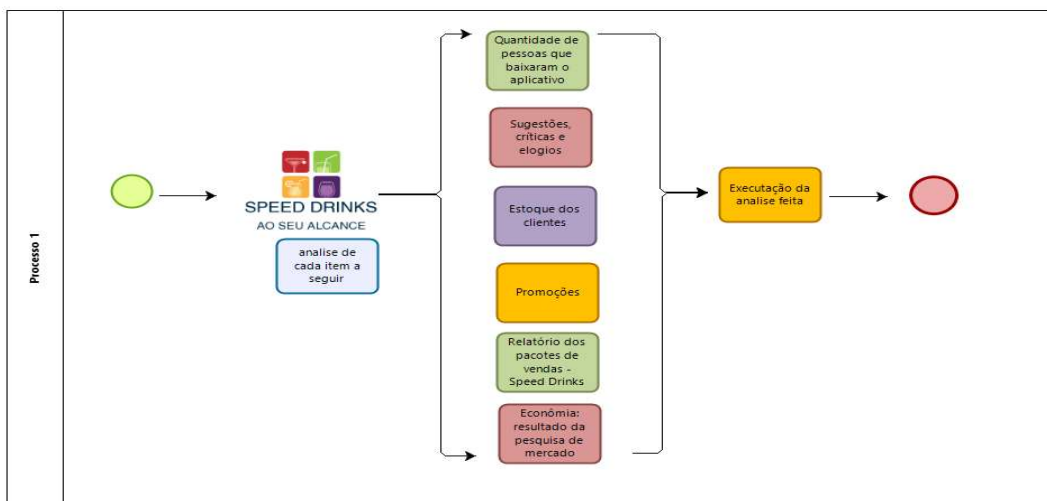 Processo 1
SPEED DRINKS
AO SEU ALCANCE
analise de
cada item a
seguir
Quantidade de
pessoas que
baixaram o
aplicativo
Sugestões,
críticas e
elogios
Estoque dos
clientes
Promoções
Relatório dos
pacotes de
vendas -
Speed Drinks
Econômia:
resultado da
pesquisa de
mercado
Executação da
analise feita